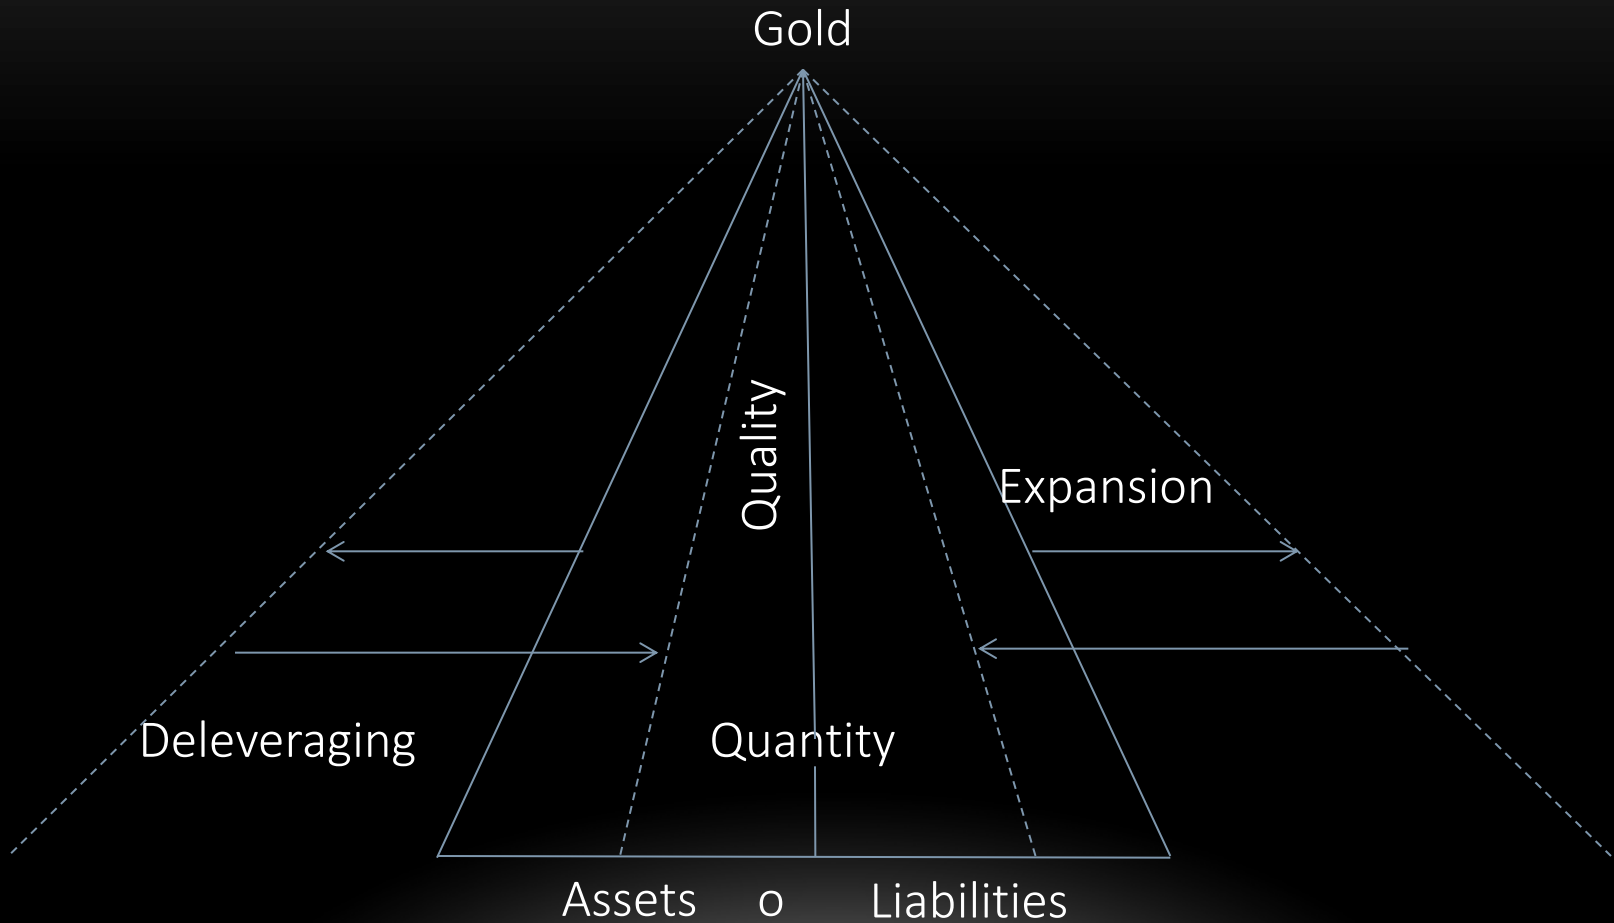 Gold
Quality
Expansion
Deleveraging
Quantity
Assets o Liabilities